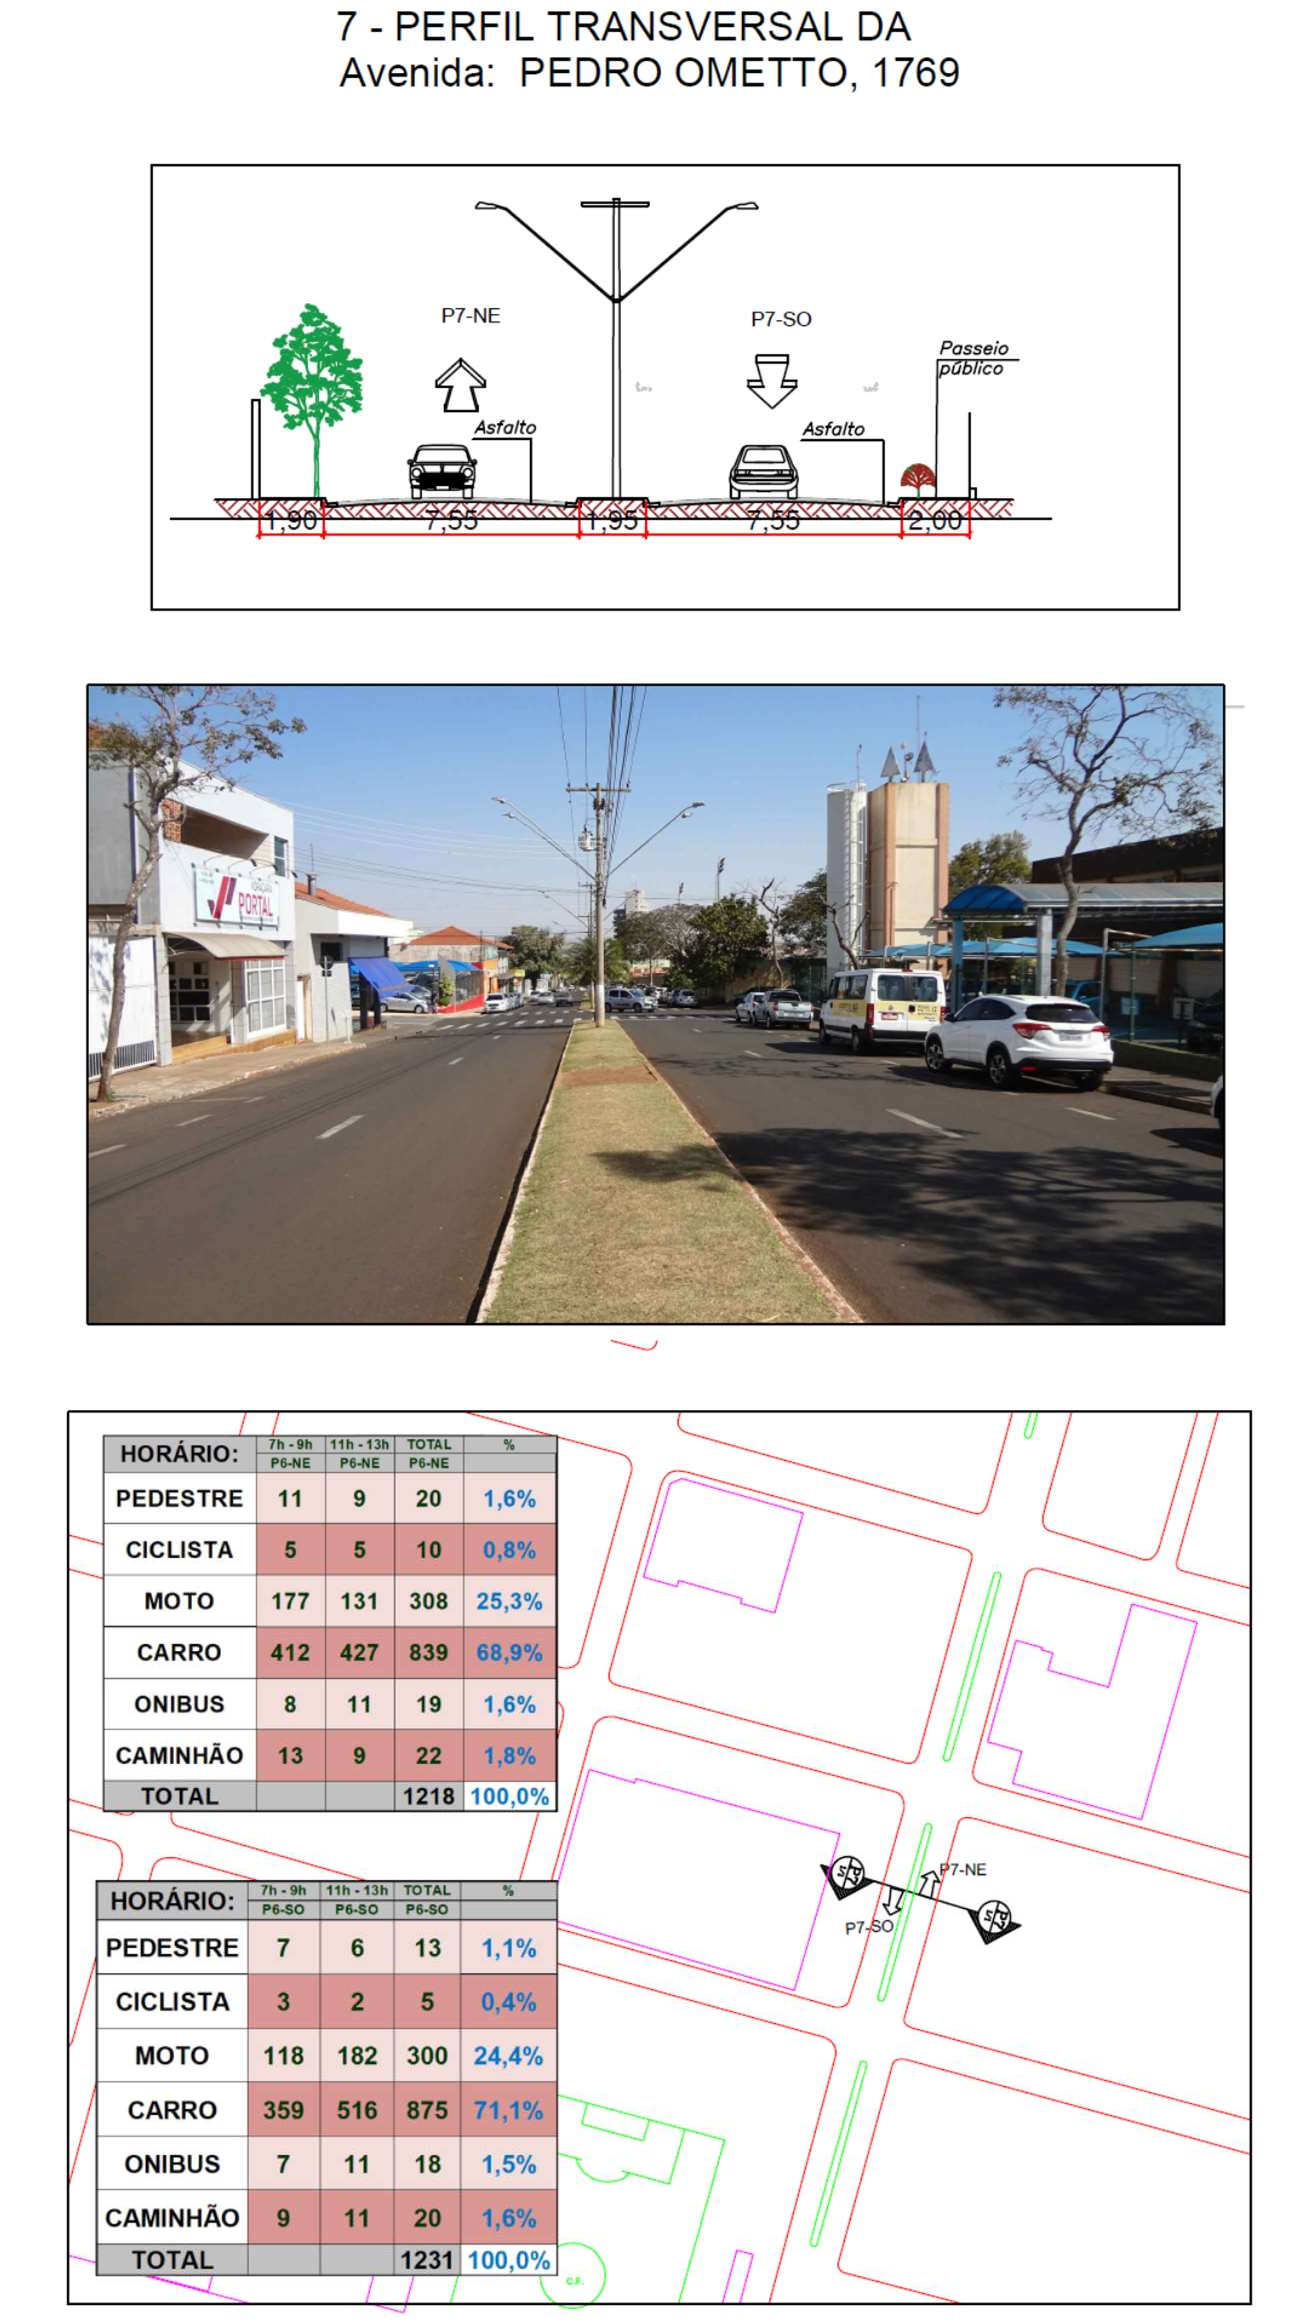 7 - PERFIL TRANSVERSAL DA
Avenida: PEDRO OMETTO, 1769
P7-NE
P7-SO
Passeio
público
Asfalto
Asfalto
1,90
7,55
1,95
7,55
2,00
PORTAL
HORÁRIO: 7h - 9h 11h - 13h TOTAL %
P6-NE P6-NE P6-NE
PEDESTRE 11 9 20 1,6%
CICLISTA 5 5 10 0,8%
MOTO 177 131 308 25,3%
CARRO 412 427 839 68,9%
ONIBUS 8 11 19 1,6%
CAMINHÃO 13 9 22 1,8%
TOTAL 1218 100,0%
P7-NE
P7-SO
HORÁRIO: 7h - 9h 11h - 13h TOTAL %
P6-SO P6-SO P6-SO
PEDESTRE 7 6 13 1,1%
CICLISTA 3 2 5 0,4%
MOTO 118 182 300 24,4%
CARRO 359 516 875 71,1%
ONIBUS 7 11 18 1,5%
CAMINHÃO 9 11 20 1,6%
TOTAL 1231 100,0%
C.F.